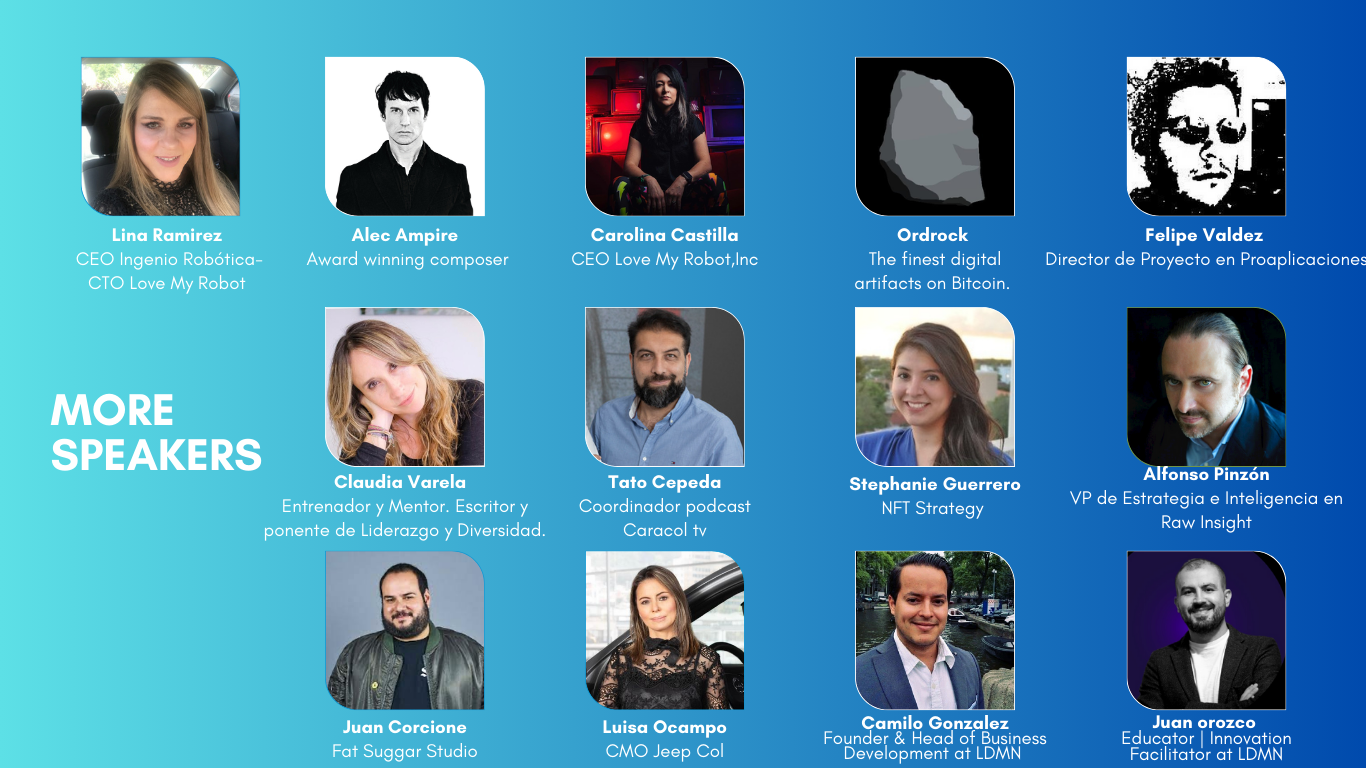 Lina Ramirez
CEO Ingenio Robótica-
CTO Love My Robot
Alec Ampire
Award winning composer
Carolina Castilla
CEO Love My Robot,Inc
Ordrock
The finest digital
artifacts on Bitcoin.
Felipe Valdez
Director de Proyecto en Proaplicaciones
MORE
SPEAKERS
Claudia Varela
Entrenador y Mentor. Escritor y
ponente de Liderazgo y Diversidad.
Tato Cepeda
Coordinador podcast
Caracol tv
Stephanie Guerrero
NFT Strategy
Alfonso Pinzón
VP de Estrategia e Inteligencia en
Raw Insight
Juan Corcione
Fat Suggar Studio
Luisa Ocampo
CMO Jeep Col
Camilo Gonzalez
Founder & Head of Business
Development at LDMN
Juan orozco
Educator | Innovation
Facilitator at LDMN